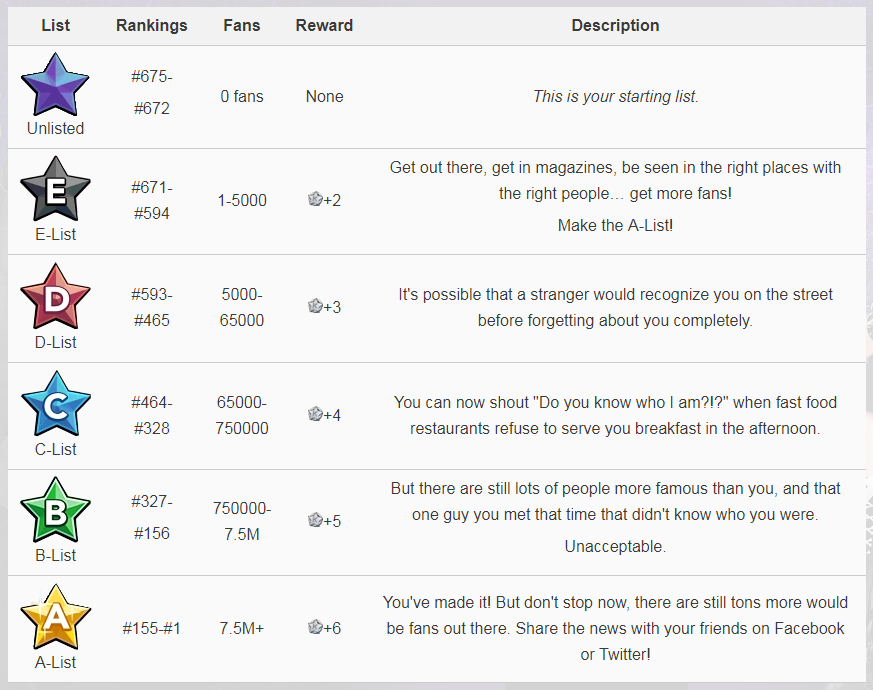 List Rankings Fans Reward Description
#675-
#672
0 fans
None
This is your starting list.
Unlisted
E
#671-
#594
1-5000
+2
Get out there, get in magazines, be seen in the right places with
the right people… get more fans!
Make the A-List!
E-List
D
#593-
#465
5000-
65000
+3
It's possible that a stranger would recognize you on the street
before forgetting about you completely.
D-List
C
#464-
#328
65000-
750000
+4
You can now shout "Do you know who I am?!?" when fast food
restaurants refuse to serve you breakfast in the afternoon.
C-List
B
#327-
#156
750000-
7.5M
+5
But there are still lots of people more famous than you, and that
one guy you met that time that didn't know who you were.
Unacceptable.
B-List
A
#155-#1
7.5M+
+6
You've made it! But don't stop now, there are still tons more would
be fans out there. Share the news with your friends on Facebook
or Twitter!
A-List